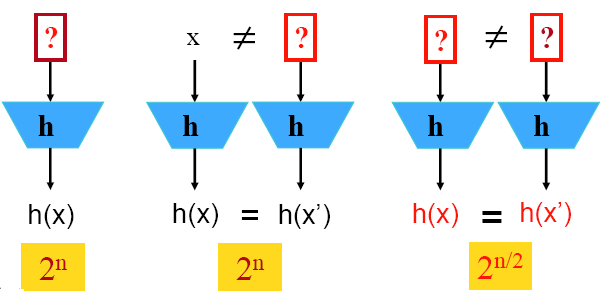 ? x ≠ ? ? ≠ ?
h h h h h
h(x) h(x) = h(x’) h(x) = h(x’)
2ⁿ 2ⁿ 2ⁿ/²